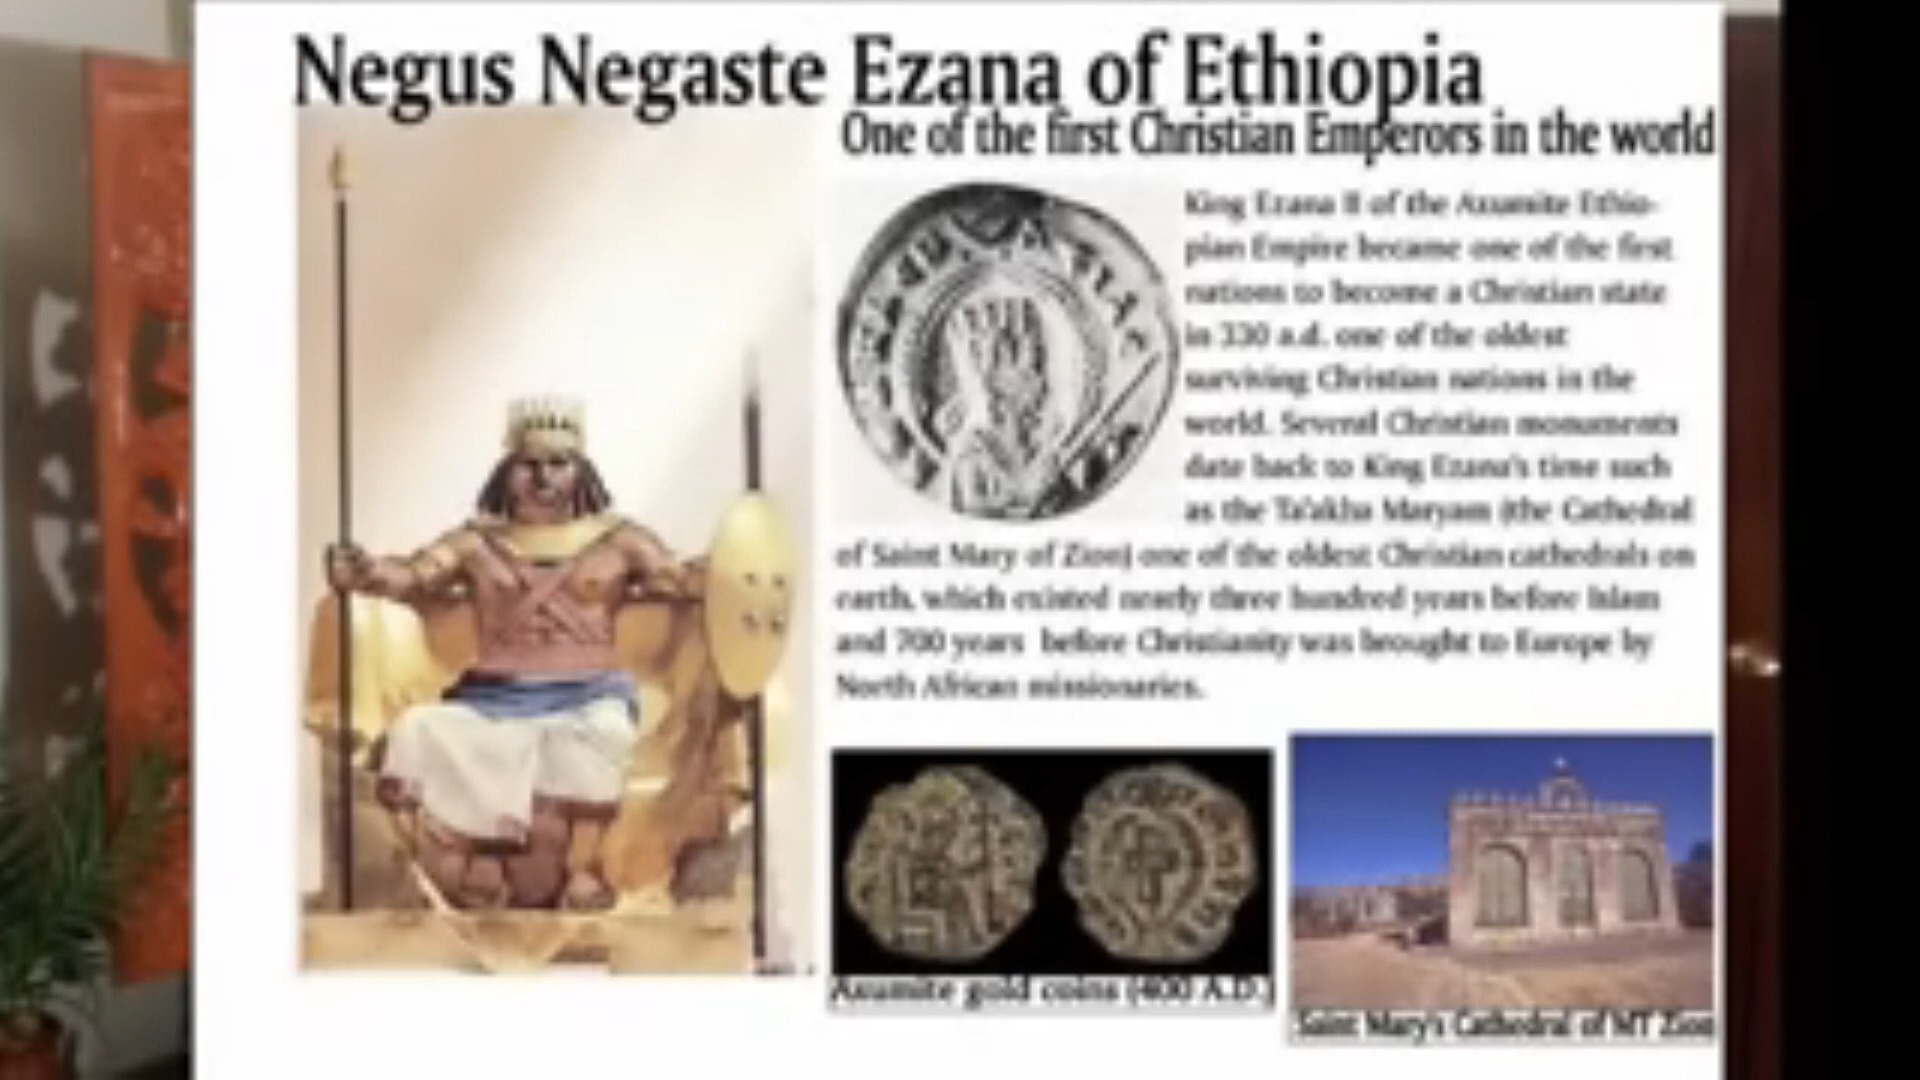 Negus Negaste Ezana of Ethiopia
One of the first Christian Emperors in the world
King Ezana II of the Axumite Ethio-
pian Empire became one of the first
nations to become a Christian state
in 330 a.d. one of the oldest
surviving Christian nations in the
world. Several Christian monuments
date back to King Ezana's time such
as the Ta'akha Maryam (the Cathedral
of Saint Mary of Zion) one of the oldest Christian cathedrals on
earth, which existed nearly three hundred years before Islam
and 700 years before Christianity was brought to Europe by
North African missionaries.
Axumite gold coins (400 A.D.)
Saint Mary's Cathedral of MT Zion